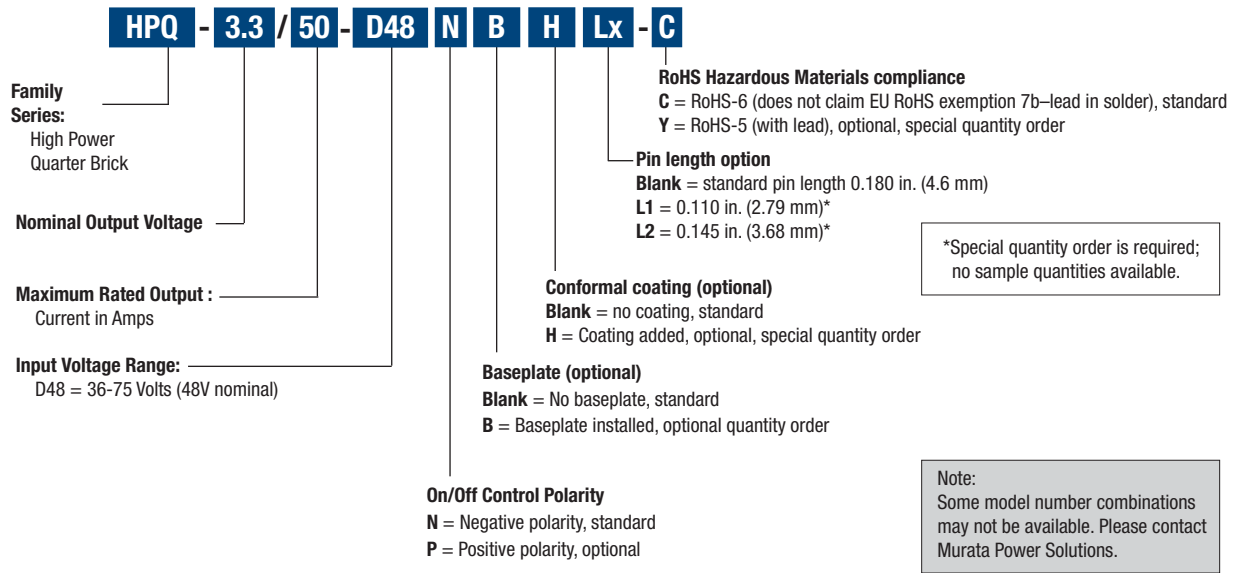 HPQ - 3.3 / 50 - D48 N B H Lx - C
Family
Series:
High Power
Quarter Brick
Nominal Output Voltage
Maximum Rated Output :
Current in Amps
Input Voltage Range:
D48 = 36-75 Volts (48V nominal)
RoHS Hazardous Materials compliance
C = RoHS-6 (does not claim EU RoHS exemption 7b–lead in solder), standard
Y = RoHS-5 (with lead), optional, special quantity order
Pin length option
Blank = standard pin length 0.180 in. (4.6 mm)
L1 = 0.110 in. (2.79 mm)*
L2 = 0.145 in. (3.68 mm)*
*Special quantity order is required;
no sample quantities available.
Conformal coating (optional)
Blank = no coating, standard
H = Coating added, optional, special quantity order
Baseplate (optional)
Blank = No baseplate, standard
B = Baseplate installed, optional quantity order
On/Off Control Polarity
N = Negative polarity, standard
P = Positive polarity, optional
Note:
Some model number combinations
may not be available. Please contact
Murata Power Solutions.